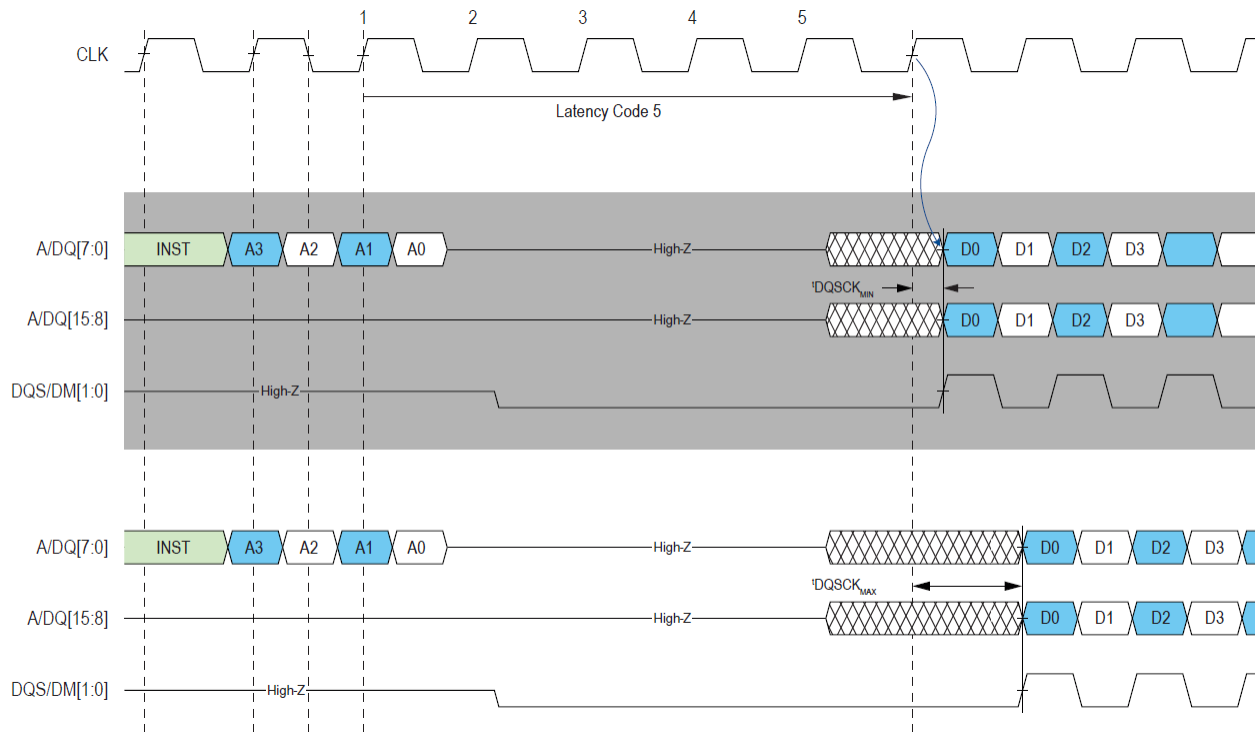 1 2 3 4 5
CLK
Latency Code 5
A/DQ[7:0] INST A3 A2 A1 A0 High-Z D0 D1 D2 D3
tDQSCKMIN
A/DQ[15:8] High-Z D0 D1 D2 D3
DQS/DM[1:0] High-Z
A/DQ[7:0] INST A3 A2 A1 A0 High-Z D0 D1 D2 D3
tDQSCKMAX
A/DQ[15:8] High-Z D0 D1 D2 D3
DQS/DM[1:0] High-Z